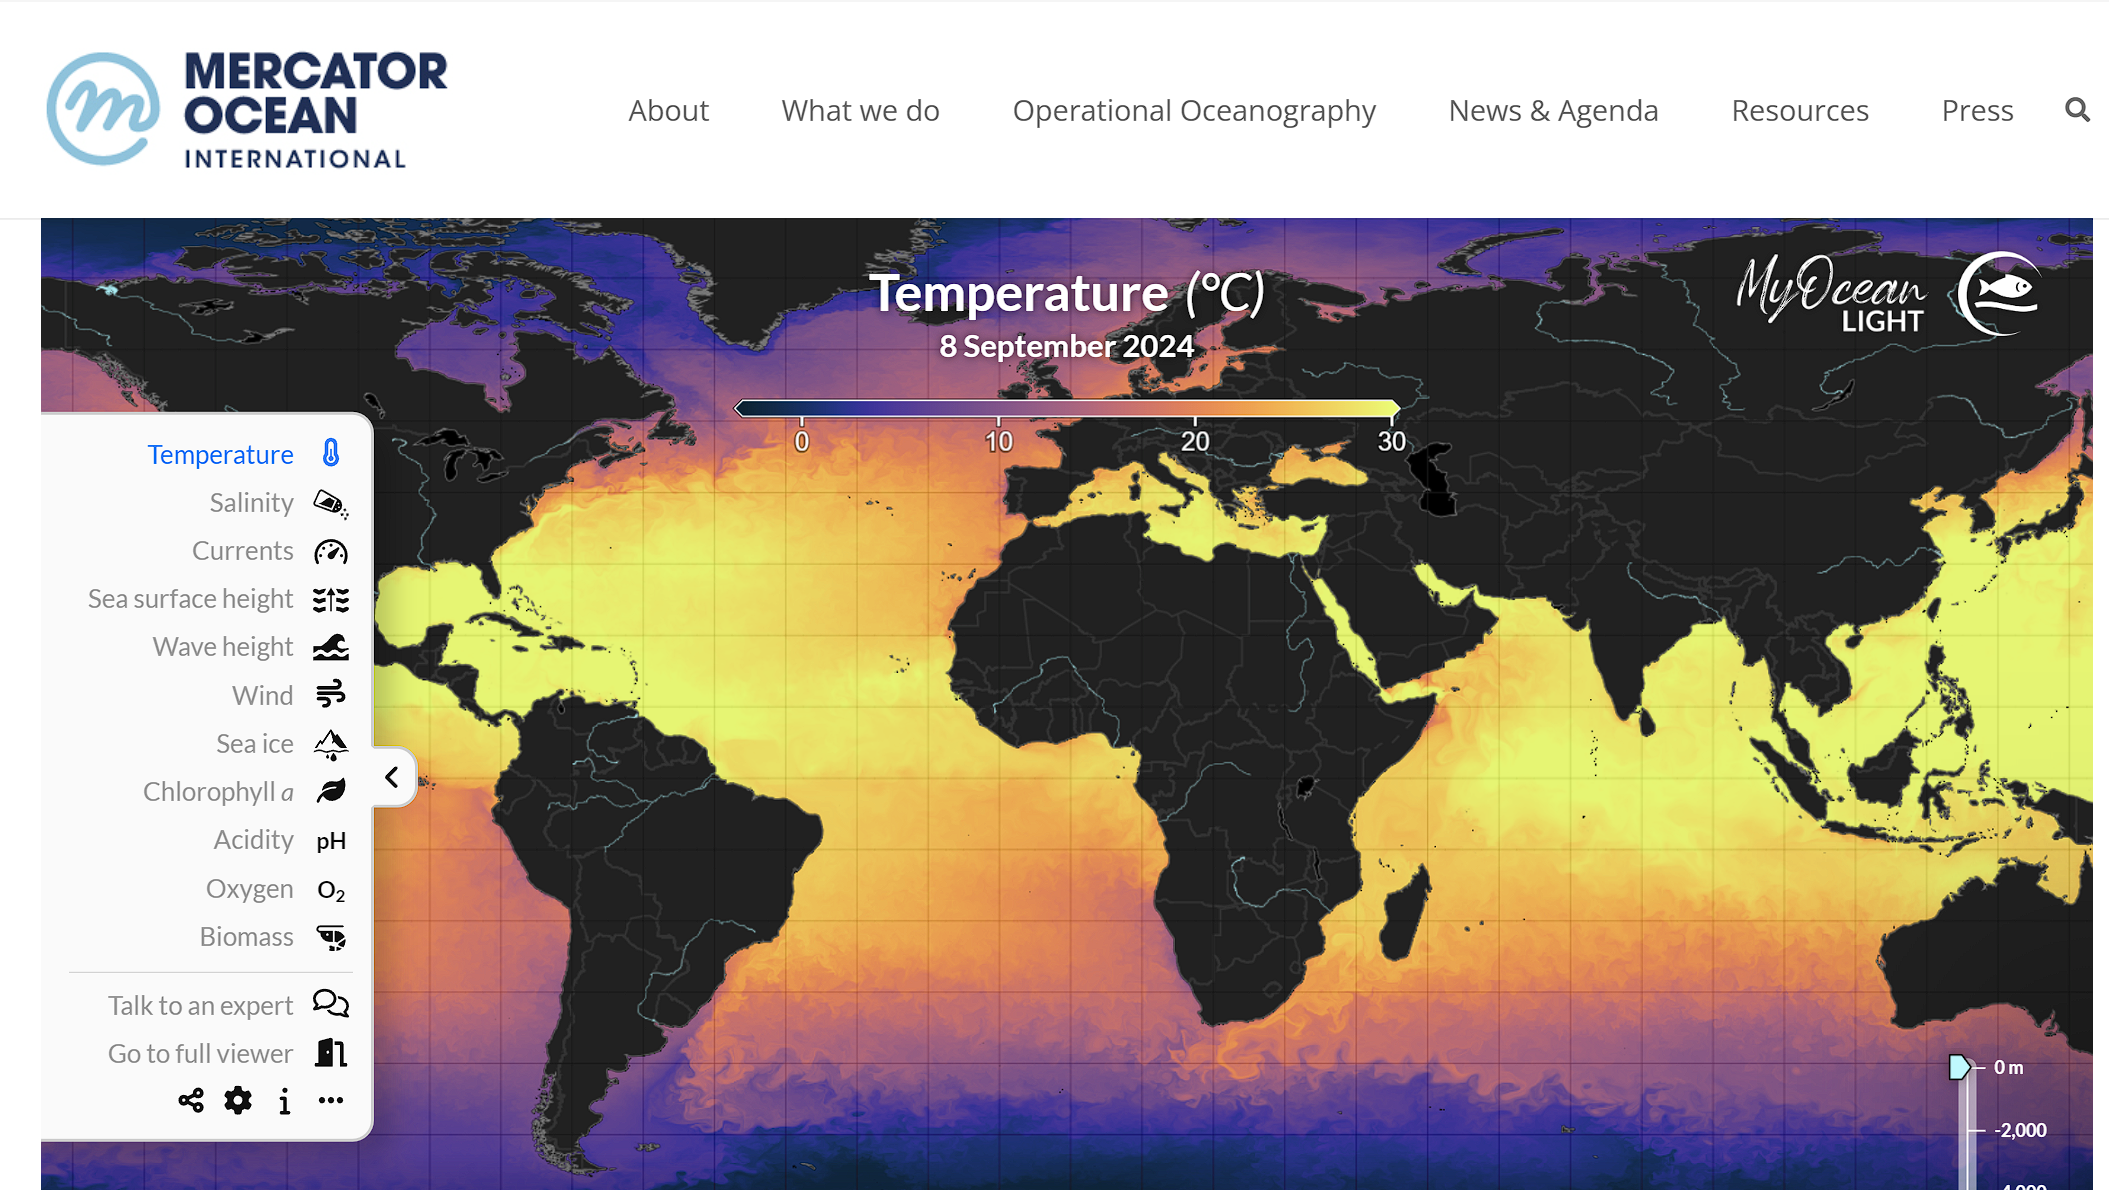 MERCATOR
OCEAN
INTERNATIONAL
About What we do Operational Oceanography News & Agenda Resources Press
Temperature (°C)
8 September 2024
MyOcean
LIGHT
0 10 20 30
Temperature
Salinity
Currents
Sea surface height
Wave height
Wind
Sea ice
Chlorophyll a
Acidity pH
Oxygen O₂
Biomass
Talk to an expert
Go to full viewer
0 m
-2,000